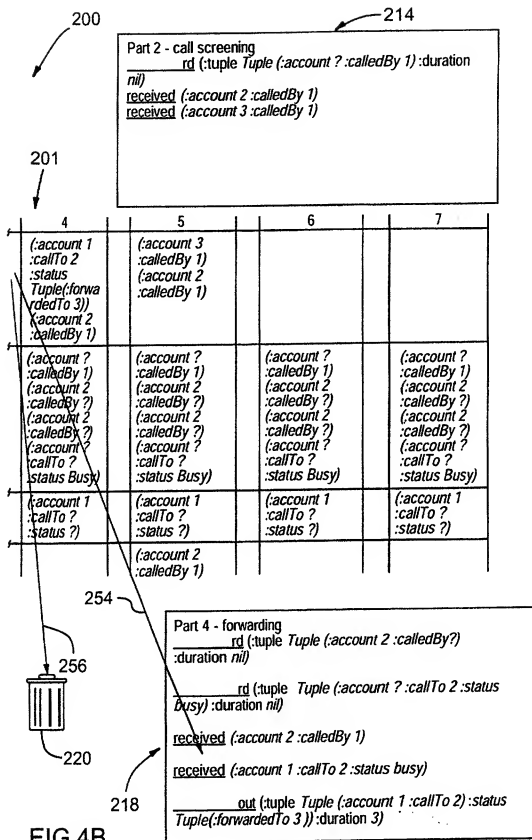 200
214
Part 2 - call screening
rd (:tuple Tuple (:account ? :calledBy 1) :duration
nil)
received (:account 2 :calledBy 1)
received (:account 3 :calledBy 1)
201
4 5 6 7
(:account 1
:callTo 2
:status
Tuple(:forwa
rdedTo 3))
(:account 2
:calledBy 1)
(:account 3
:calledBy 1)
(:account 2
:calledBy 1)
(:account ?
:calledBy 1)
(:account 2
:calledBy ?)
(:account 2
:calledBy ?)
(:account ?
:callTo ?
:status Busy)
(:account ?
:calledBy 1)
(:account 2
:calledBy ?)
(:account 2
:calledBy ?)
(:account ?
:callTo ?
:status Busy)
(:account ?
:calledBy 1)
(:account 2
:calledBy ?)
(:account 2
:calledBy ?)
(:account ?
:callTo ?
:status Busy)
(:account ?
:calledBy 1)
(:account 2
:calledBy ?)
(:account 2
:calledBy ?)
(:account ?
:callTo ?
:status Busy)
(:account 1
:callTo ?
:status ?)
(:account 1
:callTo ?
:status ?)
(:account 1
:callTo ?
:status ?)
(:account 1
:callTo ?
:status ?)
(:account 2
:calledBy 1)
254
256
220
218
Part 4 - forwarding
rd (:tuple Tuple (:account 2 :calledBy?)
:duration nil)
rd (:tuple Tuple (:account ? :callTo 2 :status
busy) :duration nil)
received (:account 2 :calledBy 1)
received (:account 1 :callTo 2 :status busy)
out (:tuple Tuple (:account 1 :callTo 2) :status
Tuple(:forwardedTo 3 )) :duration 3)
FIG 4B